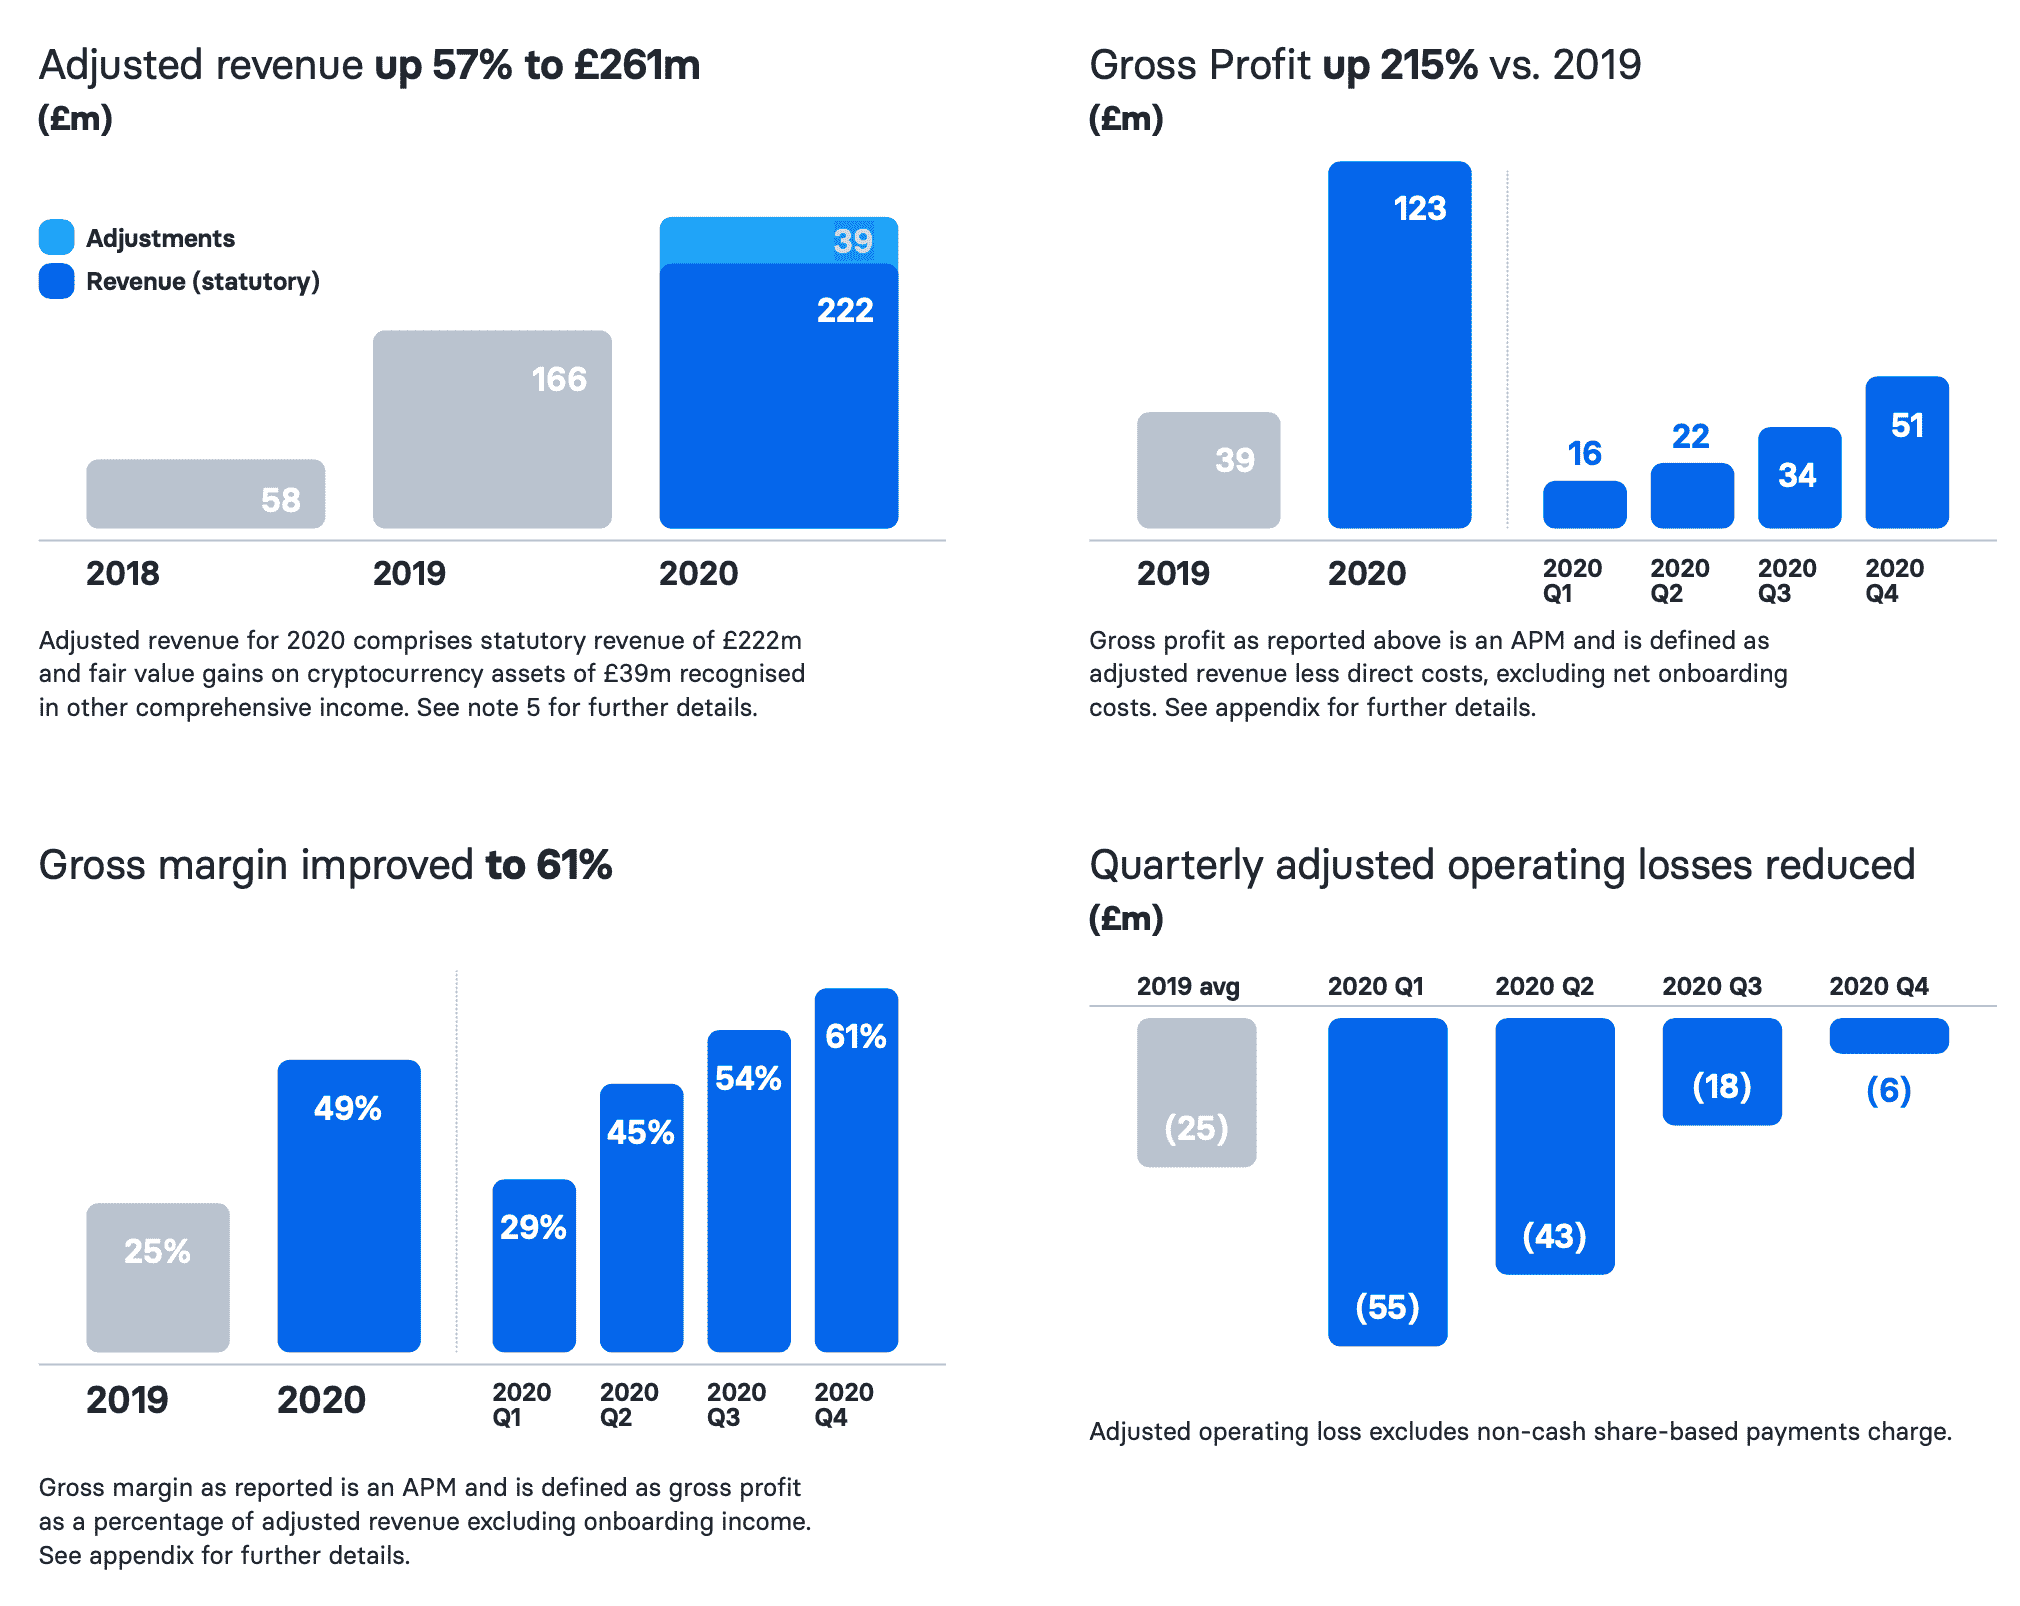 Adjusted revenue up 57% to £261m
(£m)
Adjustments
Revenue (statutory)
58
166
39
222
2018
2019
2020
Adjusted revenue for 2020 comprises statutory revenue of £222m
and fair value gains on cryptocurrency assets of £39m recognised
in other comprehensive income. See note 5 for further details.
Gross Profit up 215% vs. 2019
(£m)
39
123
16
22
34
51
2019
2020
2020
Q1
2020
Q2
2020
Q3
2020
Q4
Gross profit as reported above is an APM and is defined as
adjusted revenue less direct costs, excluding net onboarding
costs. See appendix for further details.
Gross margin improved to 61%
25%
49%
29%
45%
54%
61%
2019
2020
2020
Q1
2020
Q2
2020
Q3
2020
Q4
Gross margin as reported is an APM and is defined as gross profit
as a percentage of adjusted revenue excluding onboarding income.
See appendix for further details.
Quarterly adjusted operating losses reduced
(£m)
2019 avg
2020 Q1
2020 Q2
2020 Q3
2020 Q4
(25)
(55)
(43)
(18)
(6)
Adjusted operating loss excludes non-cash share-based payments charge.